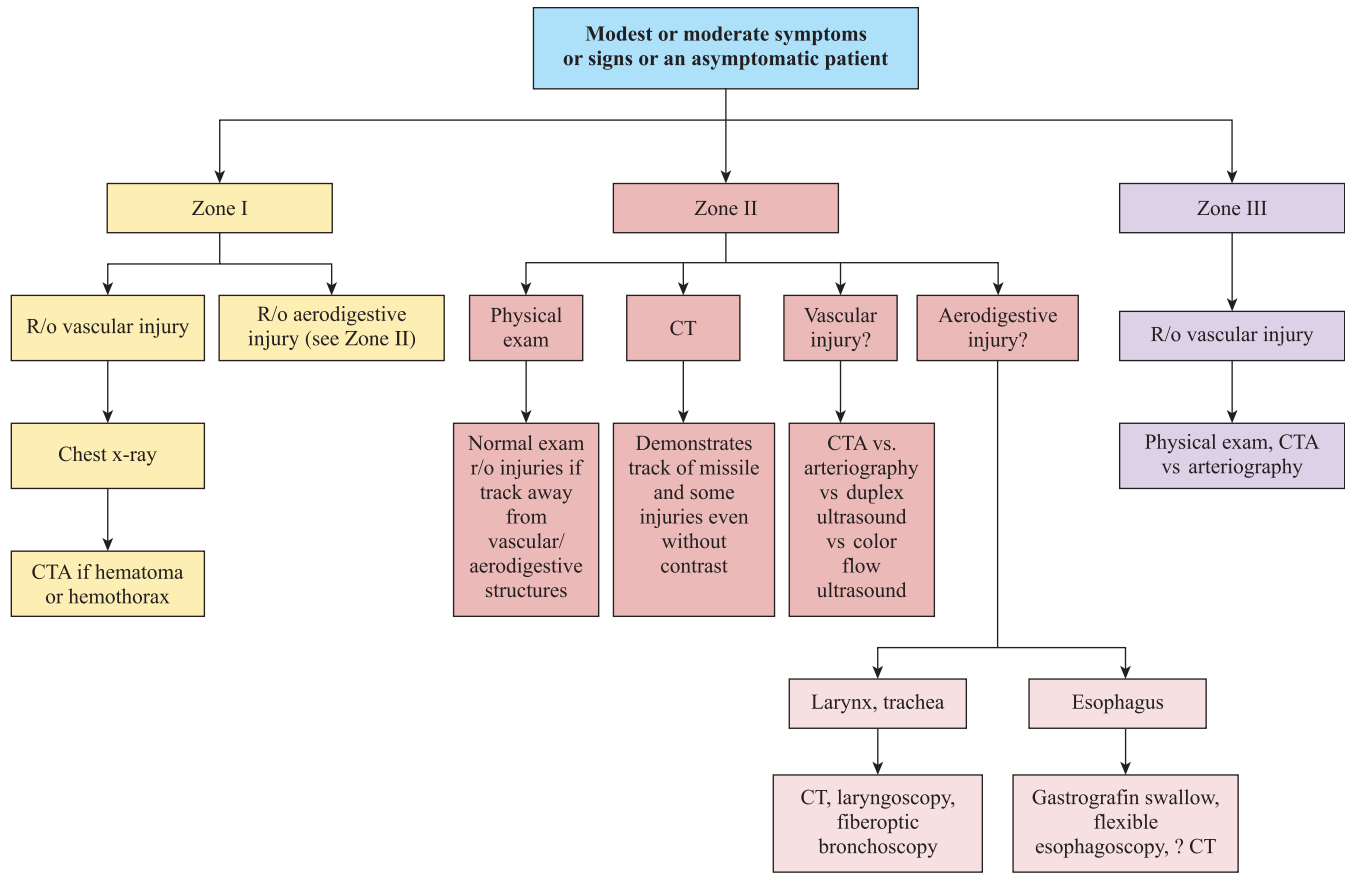 Modest or moderate symptoms
or signs or an asymptomatic patient
Zone I
Zone II
Zone III
R/o vascular injury
R/o aerodigestive
injury (see Zone II)
Physical
exam
CT
Vascular
injury?
Aerodigestive
injury?
R/o vascular injury
Chest x-ray
Normal exam
r/o injuries if
track away
from
vascular/
aerodigestive
structures
Demonstrates
track of missile
and some
injuries even
without
contrast
CTA vs.
arteriography
vs duplex
ultrasound
vs color
flow
ultrasound
Physical exam, CTA
vs arteriography
CTA if hematoma
or hemothorax
Larynx, trachea
Esophagus
CT, laryngoscopy,
fiberoptic
bronchoscopy
Gastrografin swallow,
flexible
esophagoscopy, ? CT